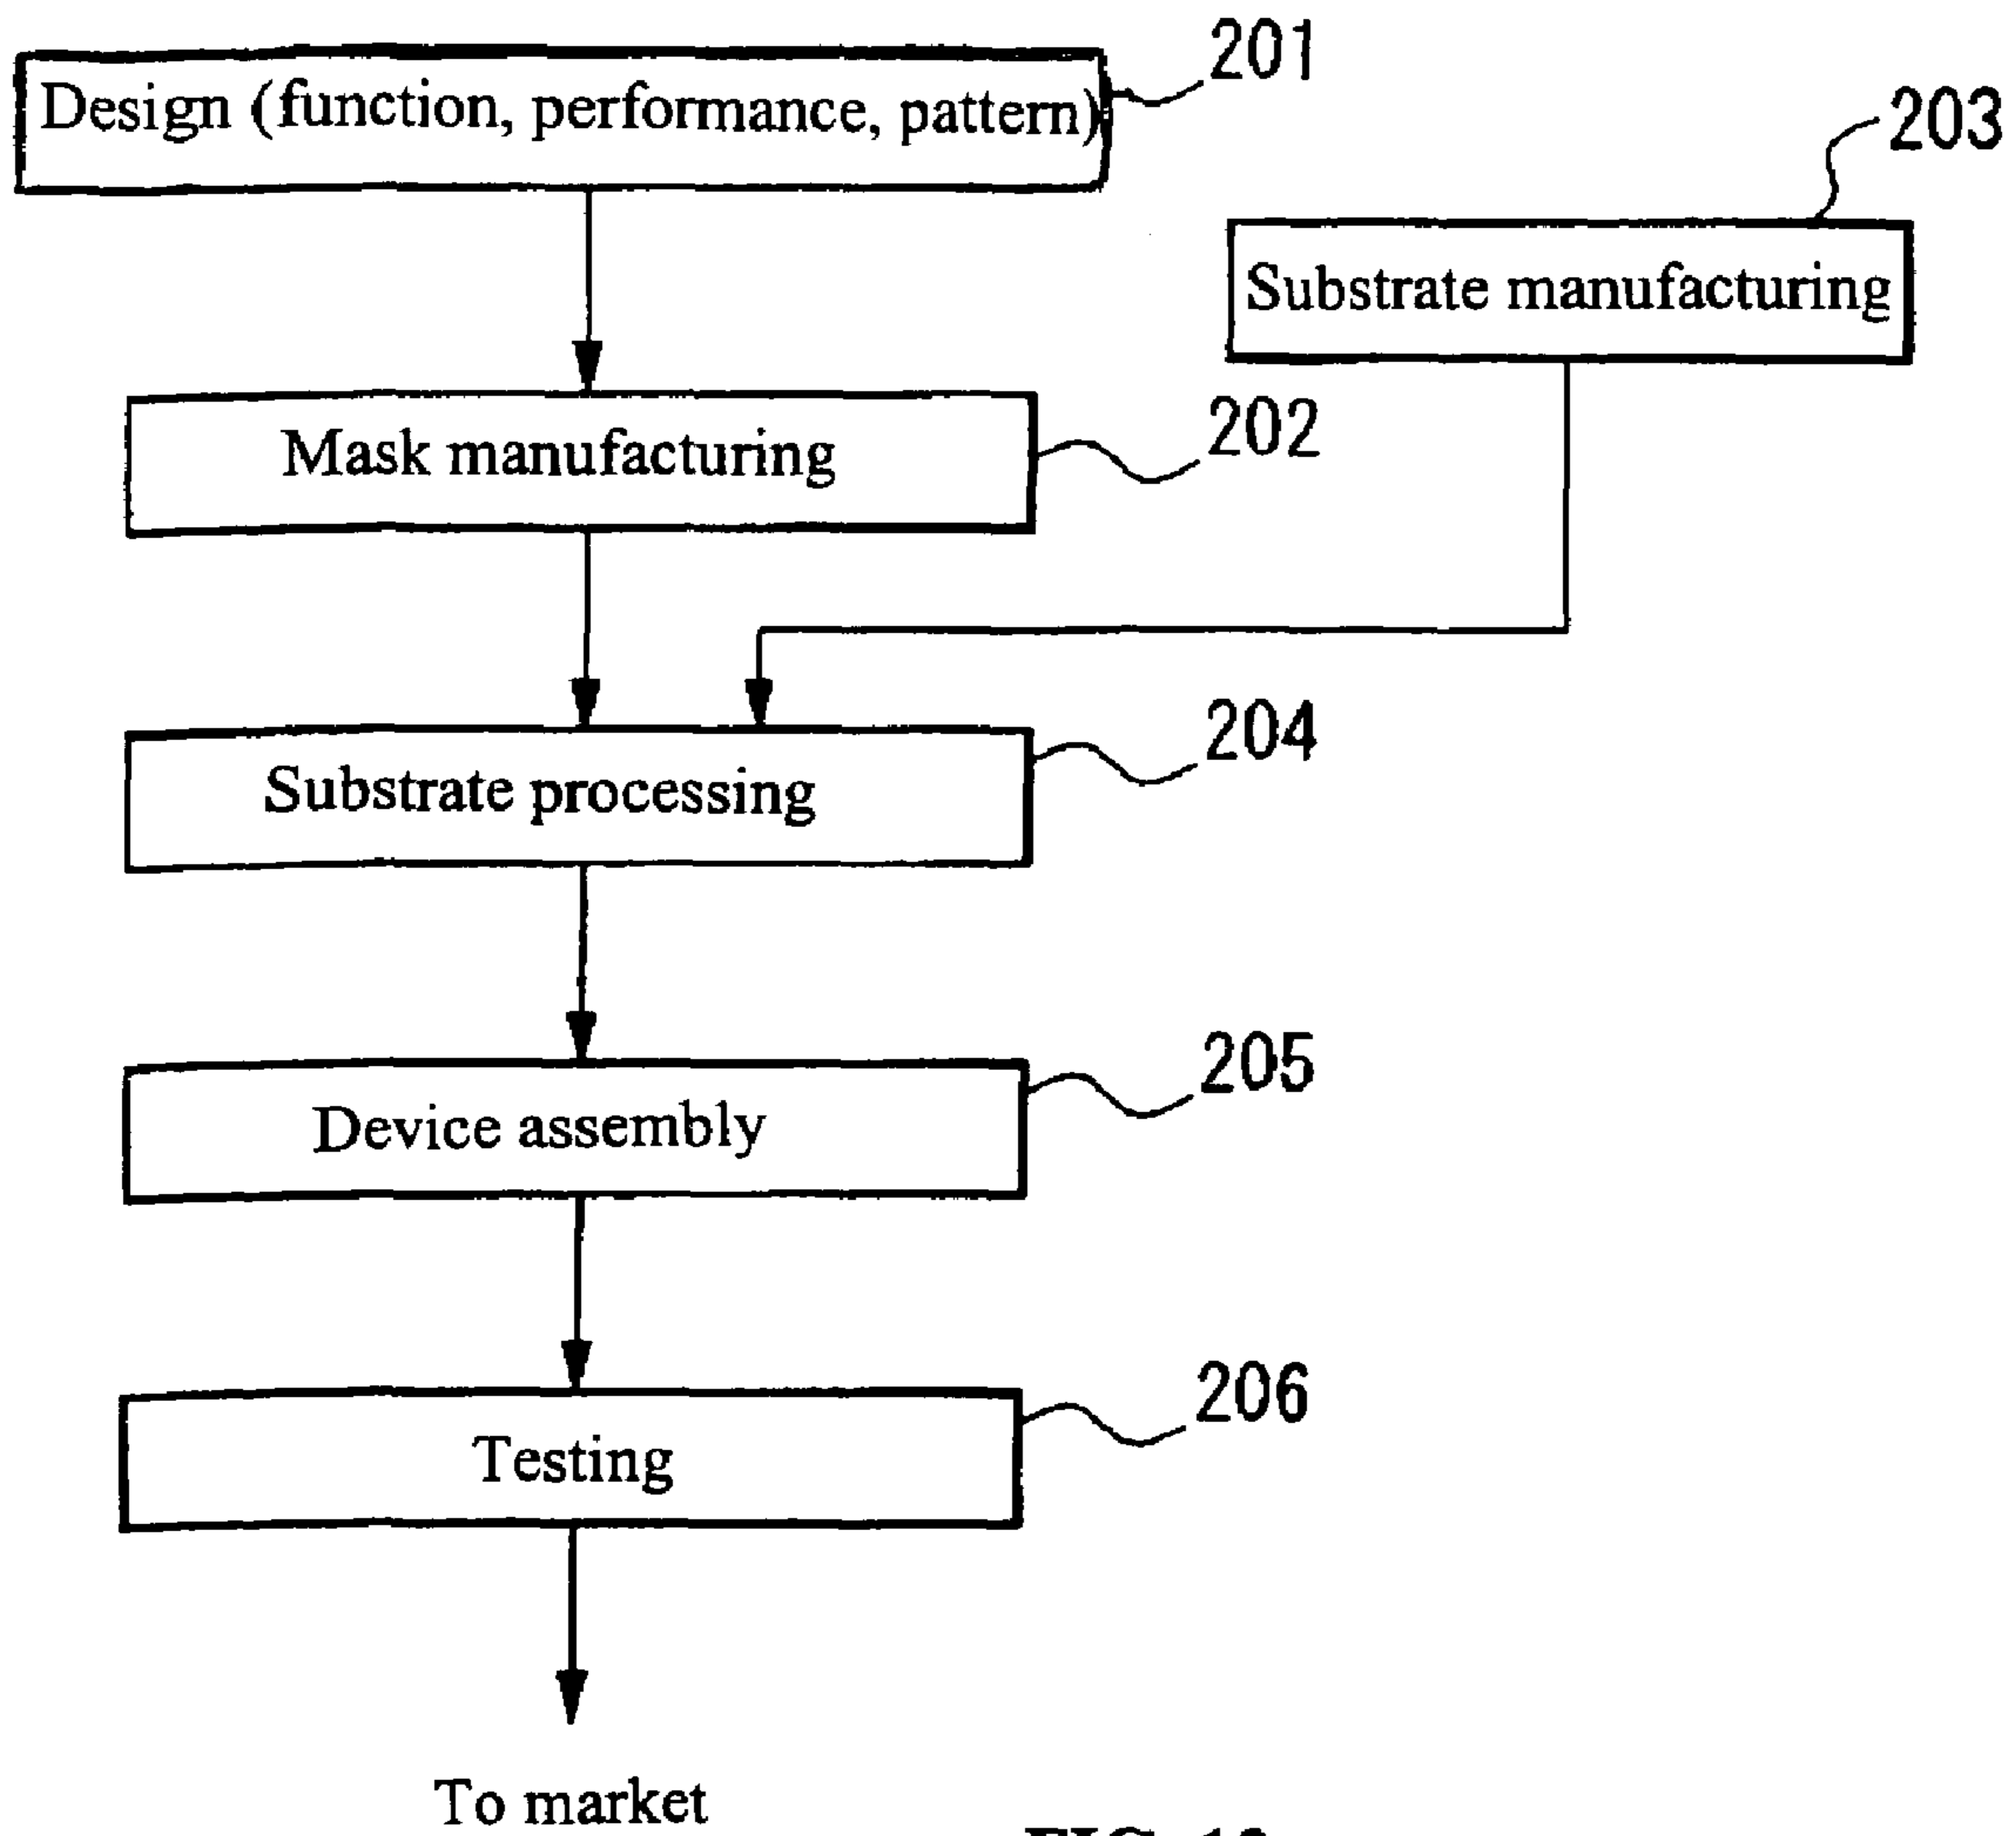 201
Design (function, performance, pattern)
203
Substrate manufacturing
202
Mask manufacturing
204
Substrate processing
205
Device assembly
206
Testing
To market